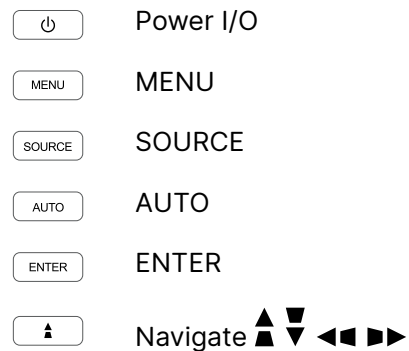 Power I/O
MENU MENU
SOURCE SOURCE
AUTO AUTO
ENTER ENTER
Navigate